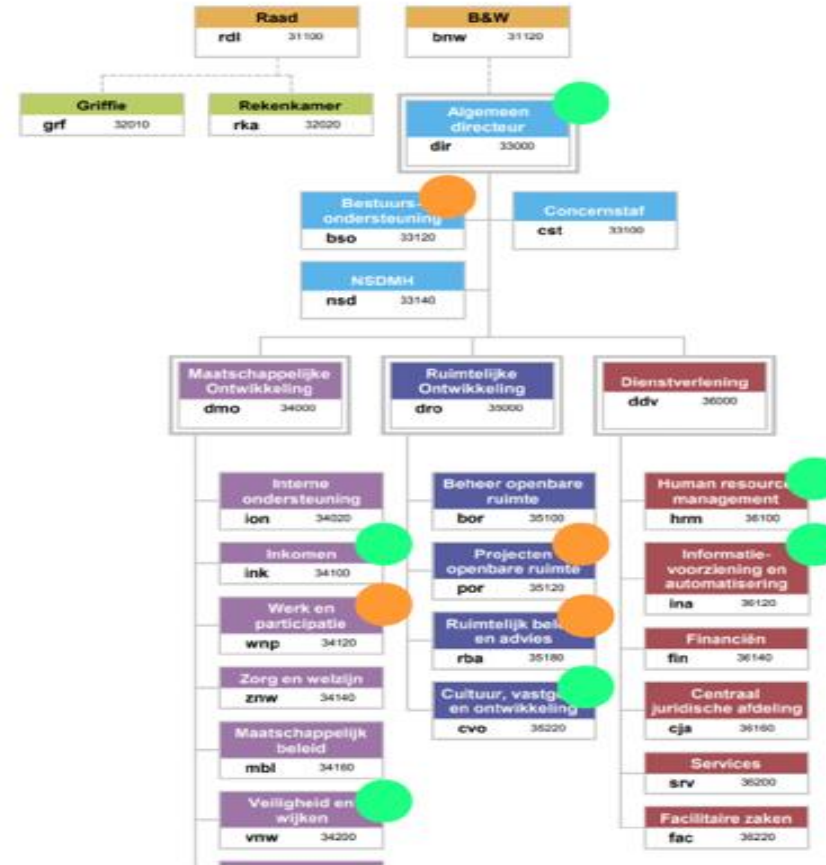 Raad
rdl 31100
B&W
bnw 31120
Griffie
grf 32010
Rekenkamer
rka 32020
Algemeen
directeur
dir 33000
Bestuurs-
ondersteuning
bso 33120
Concernstaf
cst 33100
NSDMH
nsd 33140
Maatschappelijke
Ontwikkeling
dmo 34000
Ruimtelijke
Ontwikkeling
dro 35000
Dienstverlening
ddv 36000
Interne
ondersteuning
ion 34020
Inkomen
ink 34100
Werk en
participatie
wnp 34120
Zorg en welzijn
znw 34140
Maatschappelijk
beleid
mbl 34160
Veiligheid en
wijken
vnw 34200
Beheer openbare
ruimte
bor 35100
Projecten
openbare ruimte
por 35120
Ruimtelijk
en advies
rba 35180
Cultuur,
en ontwikkeling
cvo 35220
Human
management
hrm 36100
Informatie-
voorziening en
automatisering
ina 36120
Financiën
fin 36140
Centraal
juridische afdeling
cja 36160
Services
srv 36200
Facilitaire zaken
fac 36220